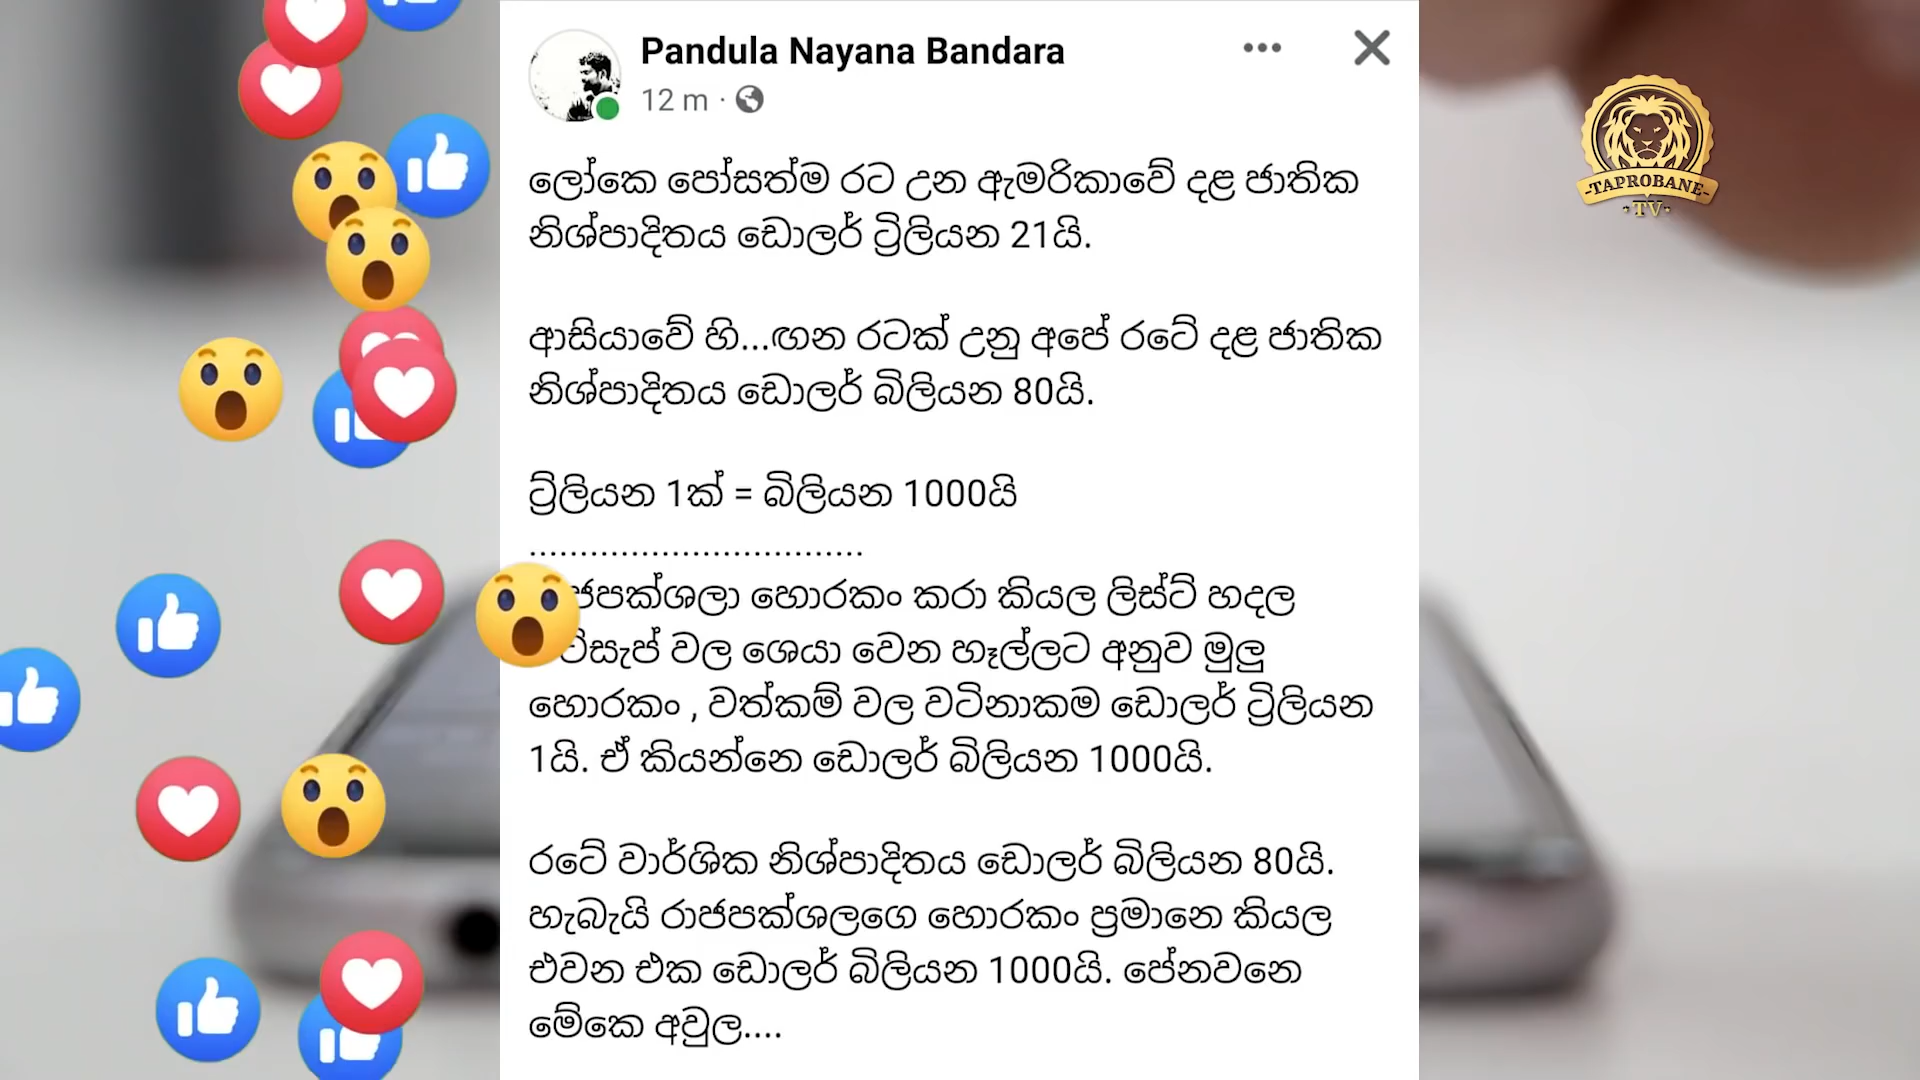 Pandula Nayana Bandara
12 m ·
ලෝකෙ පෝසත්ම රට උන ඇමරිකාවේ දළ ජාතික
නිශ්පාදිතය ඩොලර් ට්‍රිලියන 21යි.
ආසියාවේ හි...ඟන රටක් උනු අපේ රටේ දළ ජාතික
නිශ්පාදිතය ඩොලර් බිලියන 80යි.
ට්‍රිලියන 1ක් = බිලියන 1000යි
.................................
ජපක්ශලා හොරකං කරා කියල ලිස්ට් හදල
ට්සැප් වල ශෙයා වෙන හැල්ලට අනුව මුලු
හොරකං , වත්කම් වල වටිනාකම ඩොලර් ට්‍රිලියන
1යි. ඒ කියන්නෙ ඩොලර් බිලියන 1000යි.
රටේ වාර්ශික නිශ්පාදිතය ඩොලර් බිලියන 80යි.
හැබැයි රාජපක්ශලගෙ හොරකං ප්‍රමානෙ කියල
එවන එක ඩොලර් බිලියන 1000යි. පේනවනෙ
මේකෙ අවුල....
-TAPROBANE-
·TV·